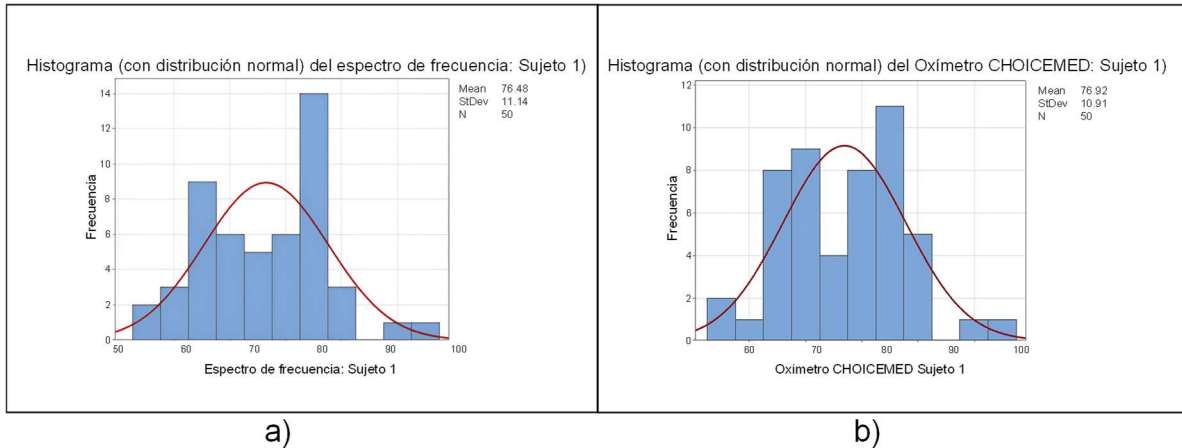 Histograma (con distribución normal) del espectro de frecuencia: Sujeto 1)
Mean 76.48
StDev 11.14
N 50
Frecuencia
14
12
10
8
6
4
2
0
50 60 70 80 90 100
Espectro de frecuencia: Sujeto 1
a)
Histograma (con distribución normal) del Oxímetro CHOICEMED: Sujeto 1)
Mean 76.92
StDev 10.91
N 50
Frecuencia
12
10
8
6
4
2
0
60 70 80 90 100
Oxímetro CHOICEMED Sujeto 1
b)